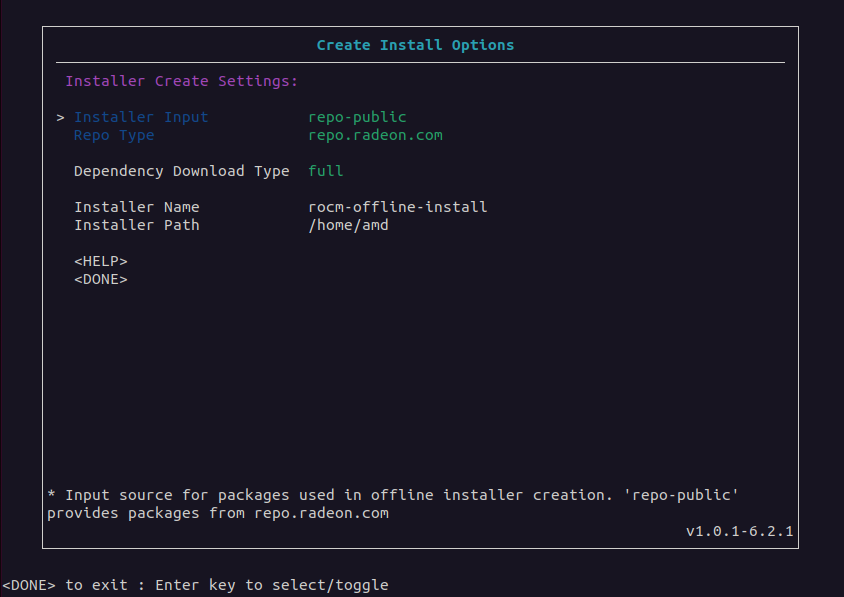 Create Install Options
Installer Create Settings:
> Installer Input repo-public
Repo Type repo.radeon.com
Dependency Download Type full
Installer Name rocm-offline-install
Installer Path /home/amd
<HELP>
<DONE>
* Input source for packages used in offline installer creation. 'repo-public'
provides packages from repo.radeon.com
v1.0.1-6.2.1
<DONE> to exit : Enter key to select/toggle